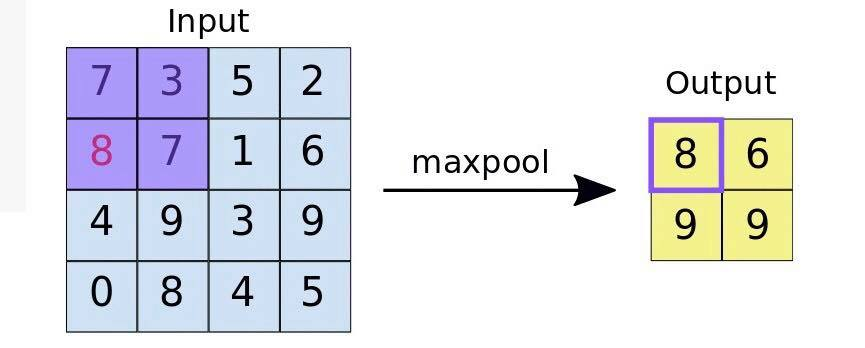 Input
7 3 5 2
8 7 1 6
4 9 3 9
0 8 4 5
maxpool
Output
8 6
9 9